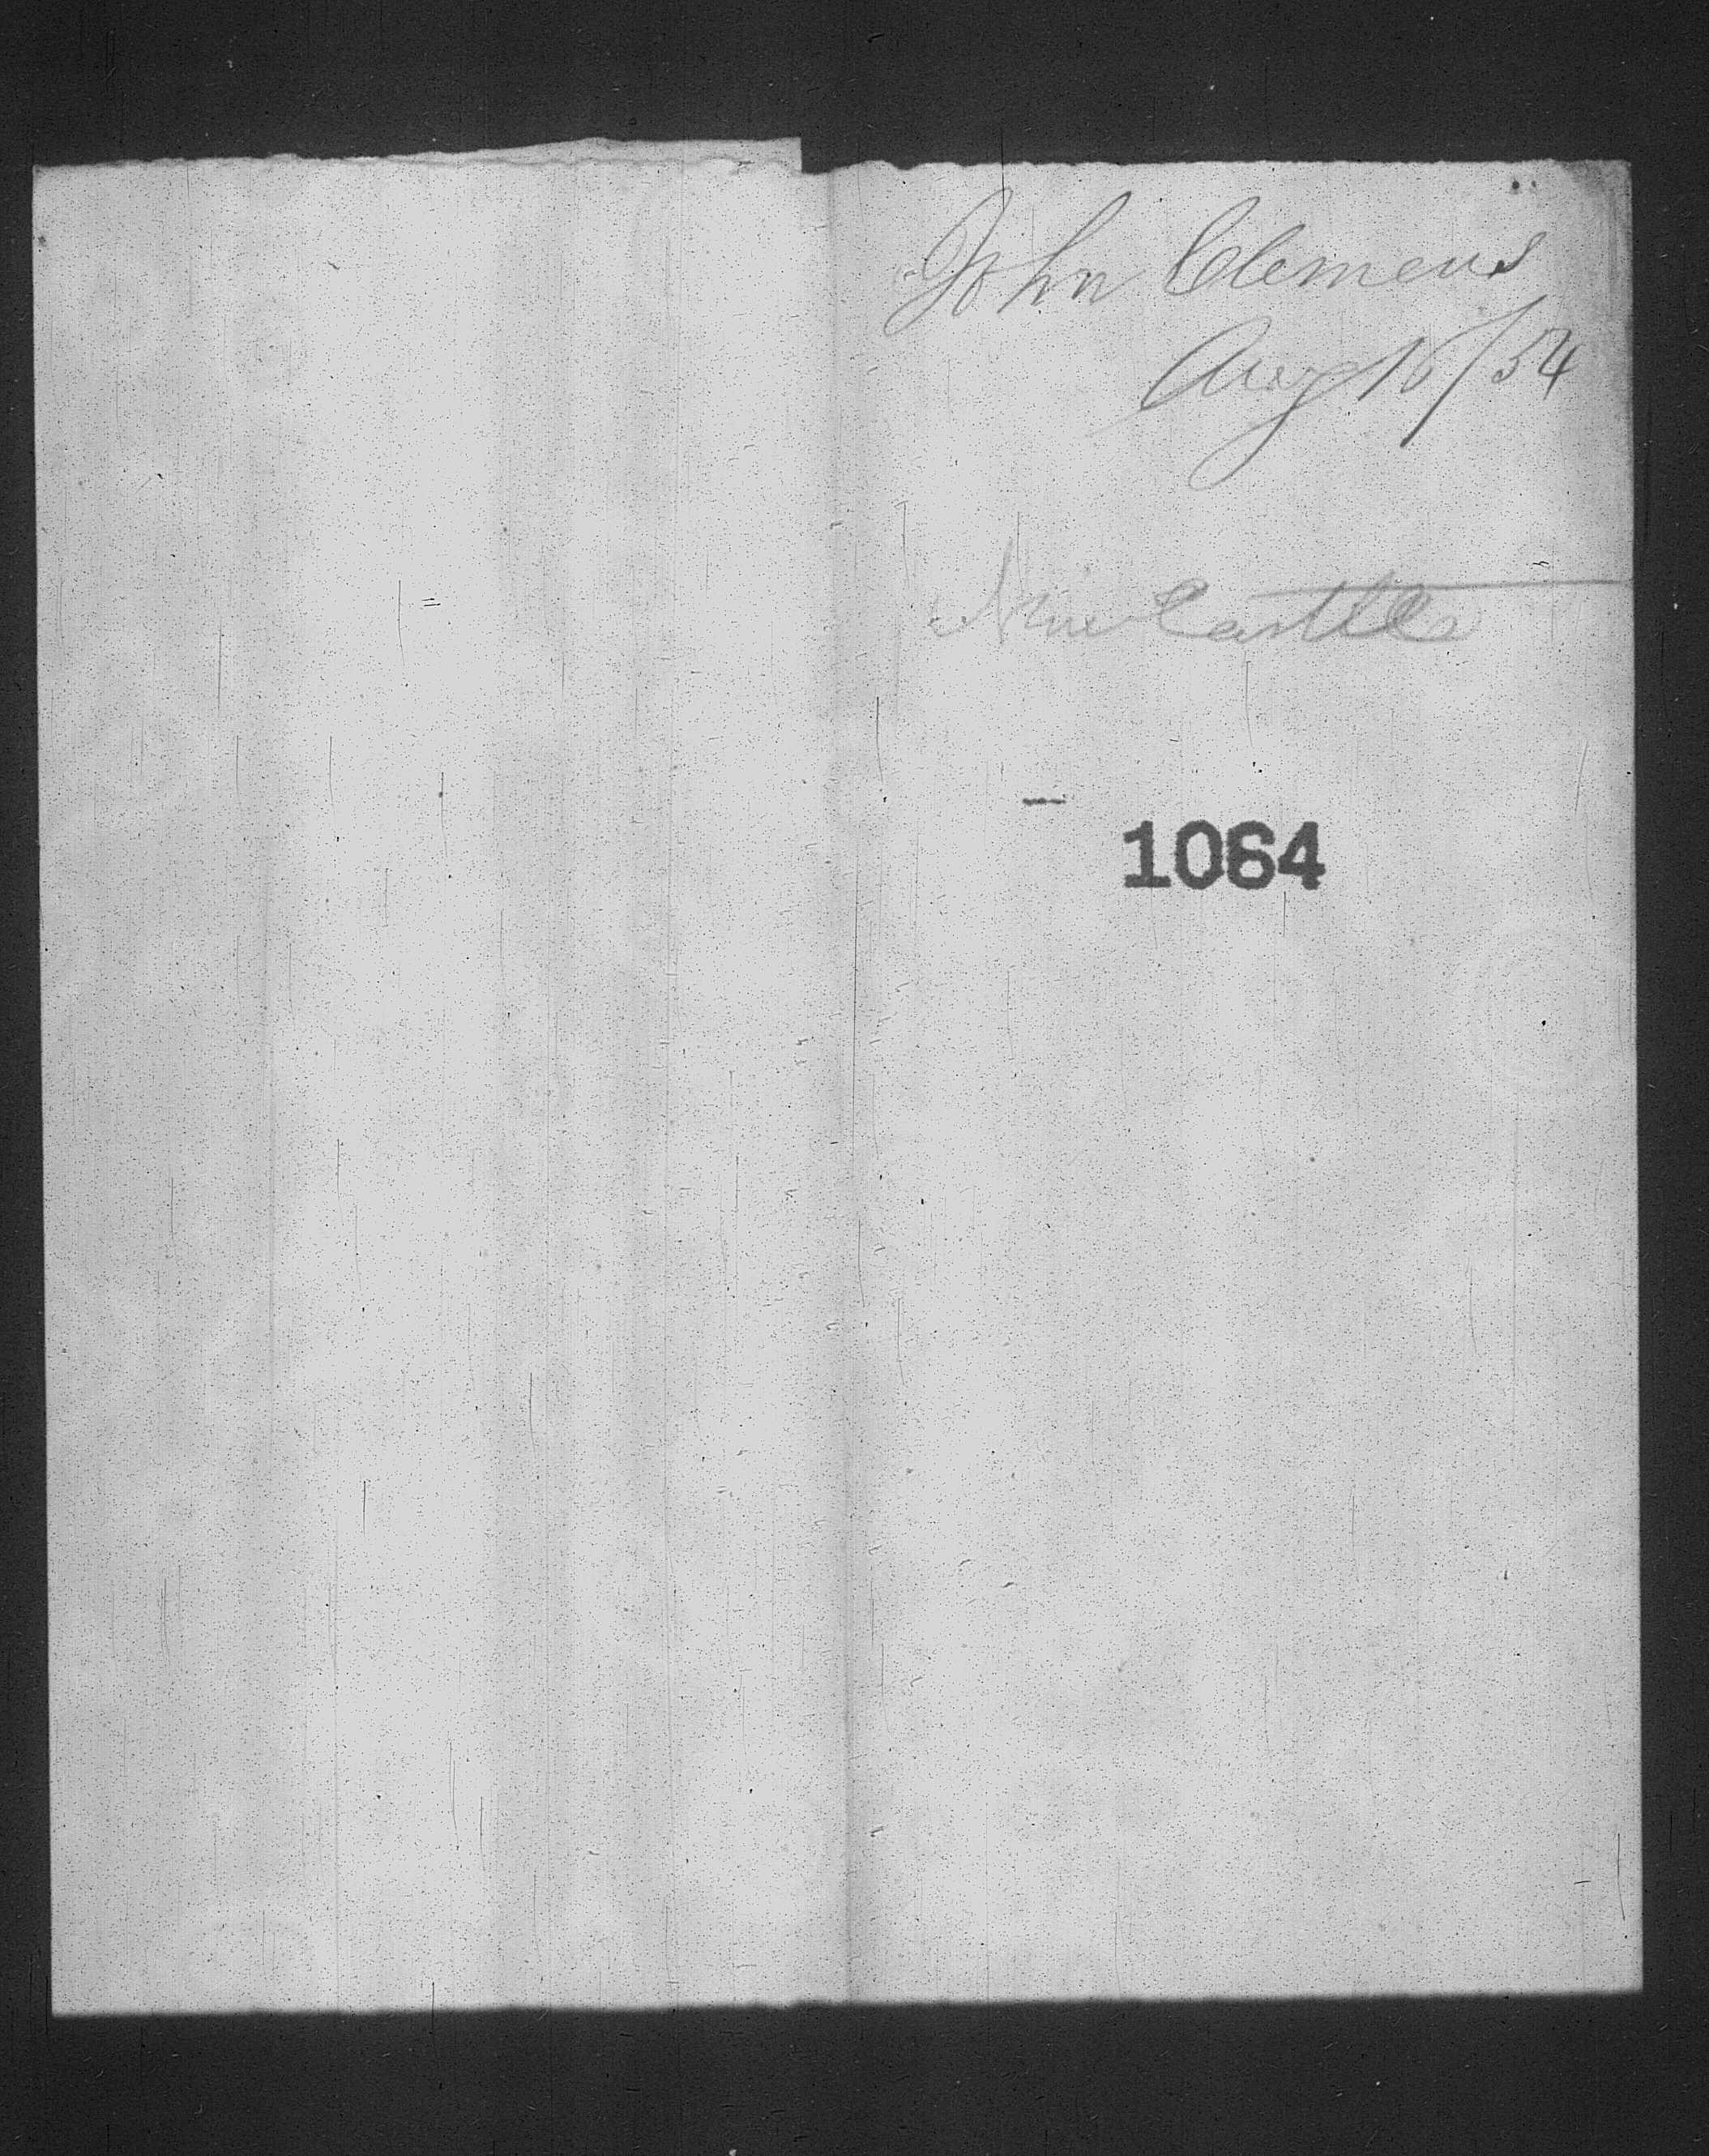 John Clemens
Aug 16/54
New Castle
1064